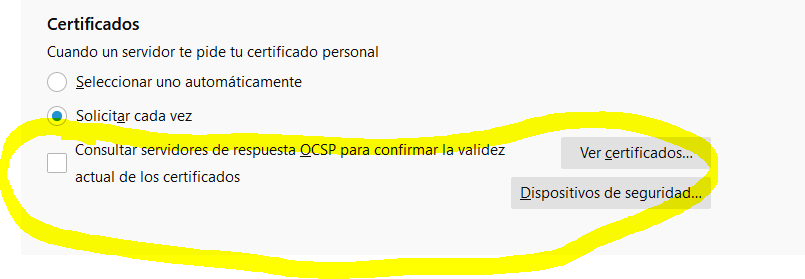 Certificados
Cuando un servidor te pide tu certificado personal
Seleccionar uno automáticamente
Solicitar cada vez
Consultar servidores de respuesta OCSP para confirmar la validez
actual de los certificados
Ver certificados...
Dispositivos de seguridad...